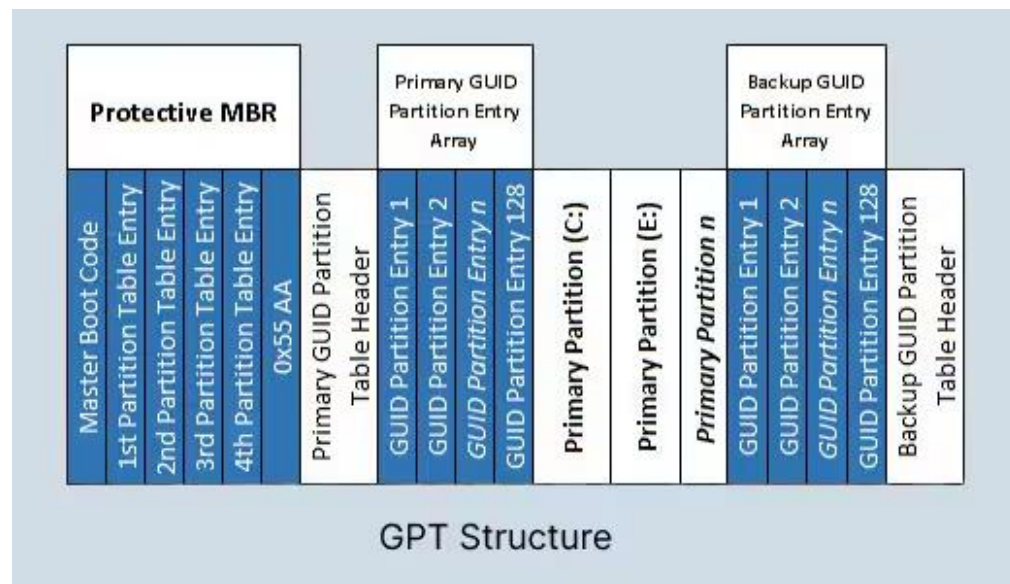 Protective MBR
Primary GUID
Partition Entry
Array
Backup GUID
Partition Entry
Array
Master Boot Code
1st Partition Table Entry
2nd Partition Table Entry
3rd Partition Table Entry
4th Partition Table Entry
0x55 AA
Primary GUID Partition
Table Header
GUID Partition Entry 1
GUID Partition Entry 2
GUID Partition Entry n
GUID Partition Entry 128
Primary Partition (C:)
Primary Partition (E:)
Primary Partition n
GUID Partition Entry 1
GUID Partition Entry 2
GUID Partition Entry n
GUID Partition Entry 128
Backup GUID Partition
Table Header
GPT Structure